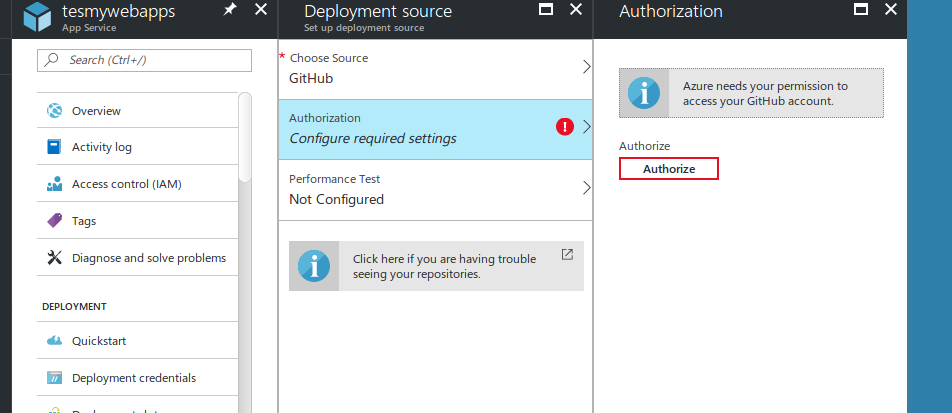 tesmywebapps
App Service
Search (Ctrl+/)
Overview
Activity log
Access control (IAM)
Tags
Diagnose and solve problems
DEPLOYMENT
Quickstart
Deployment credentials
Deployment source
Set up deployment source
* Choose Source
GitHub
Authorization
Configure required settings
Performance Test
Not Configured
Click here if you are having trouble
seeing your repositories.
Authorization
Azure needs your permission to
access your GitHub account.
Authorize
Authorize